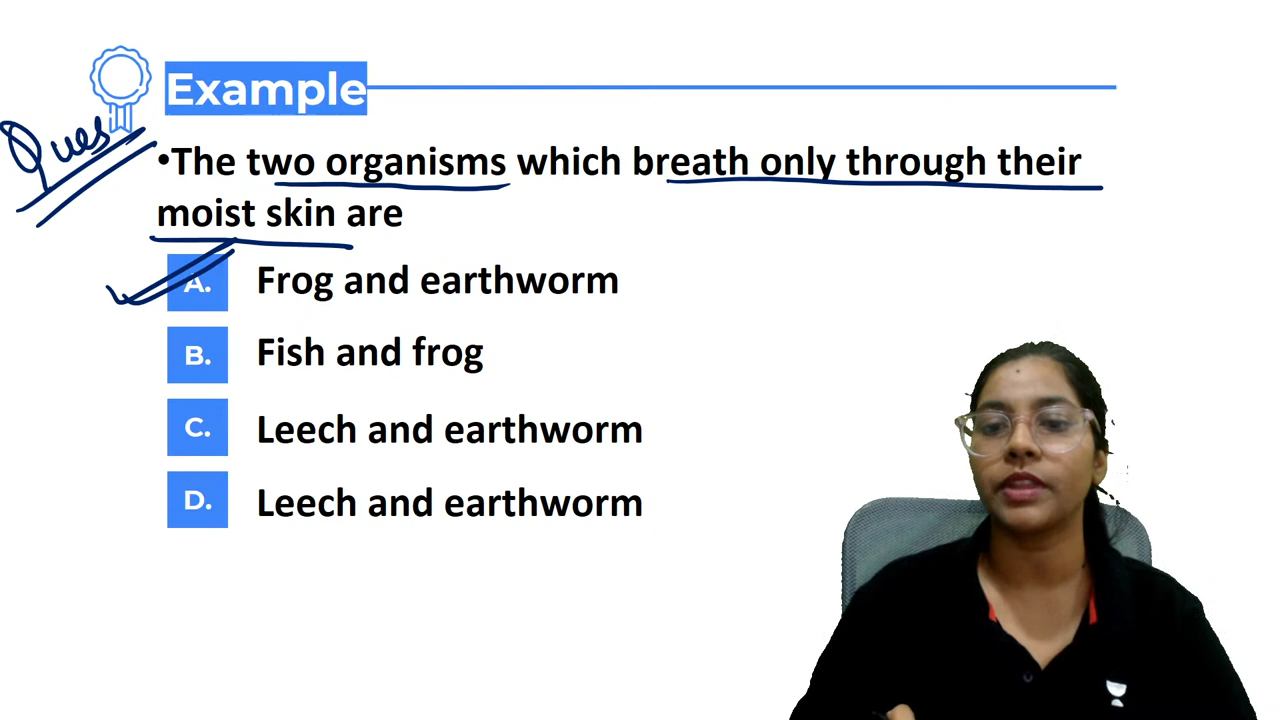 Example
Ques
•The two organisms which breath only through their
moist skin are
A. Frog and earthworm
B. Fish and frog
C. Leech and earthworm
D. Leech and earthworm